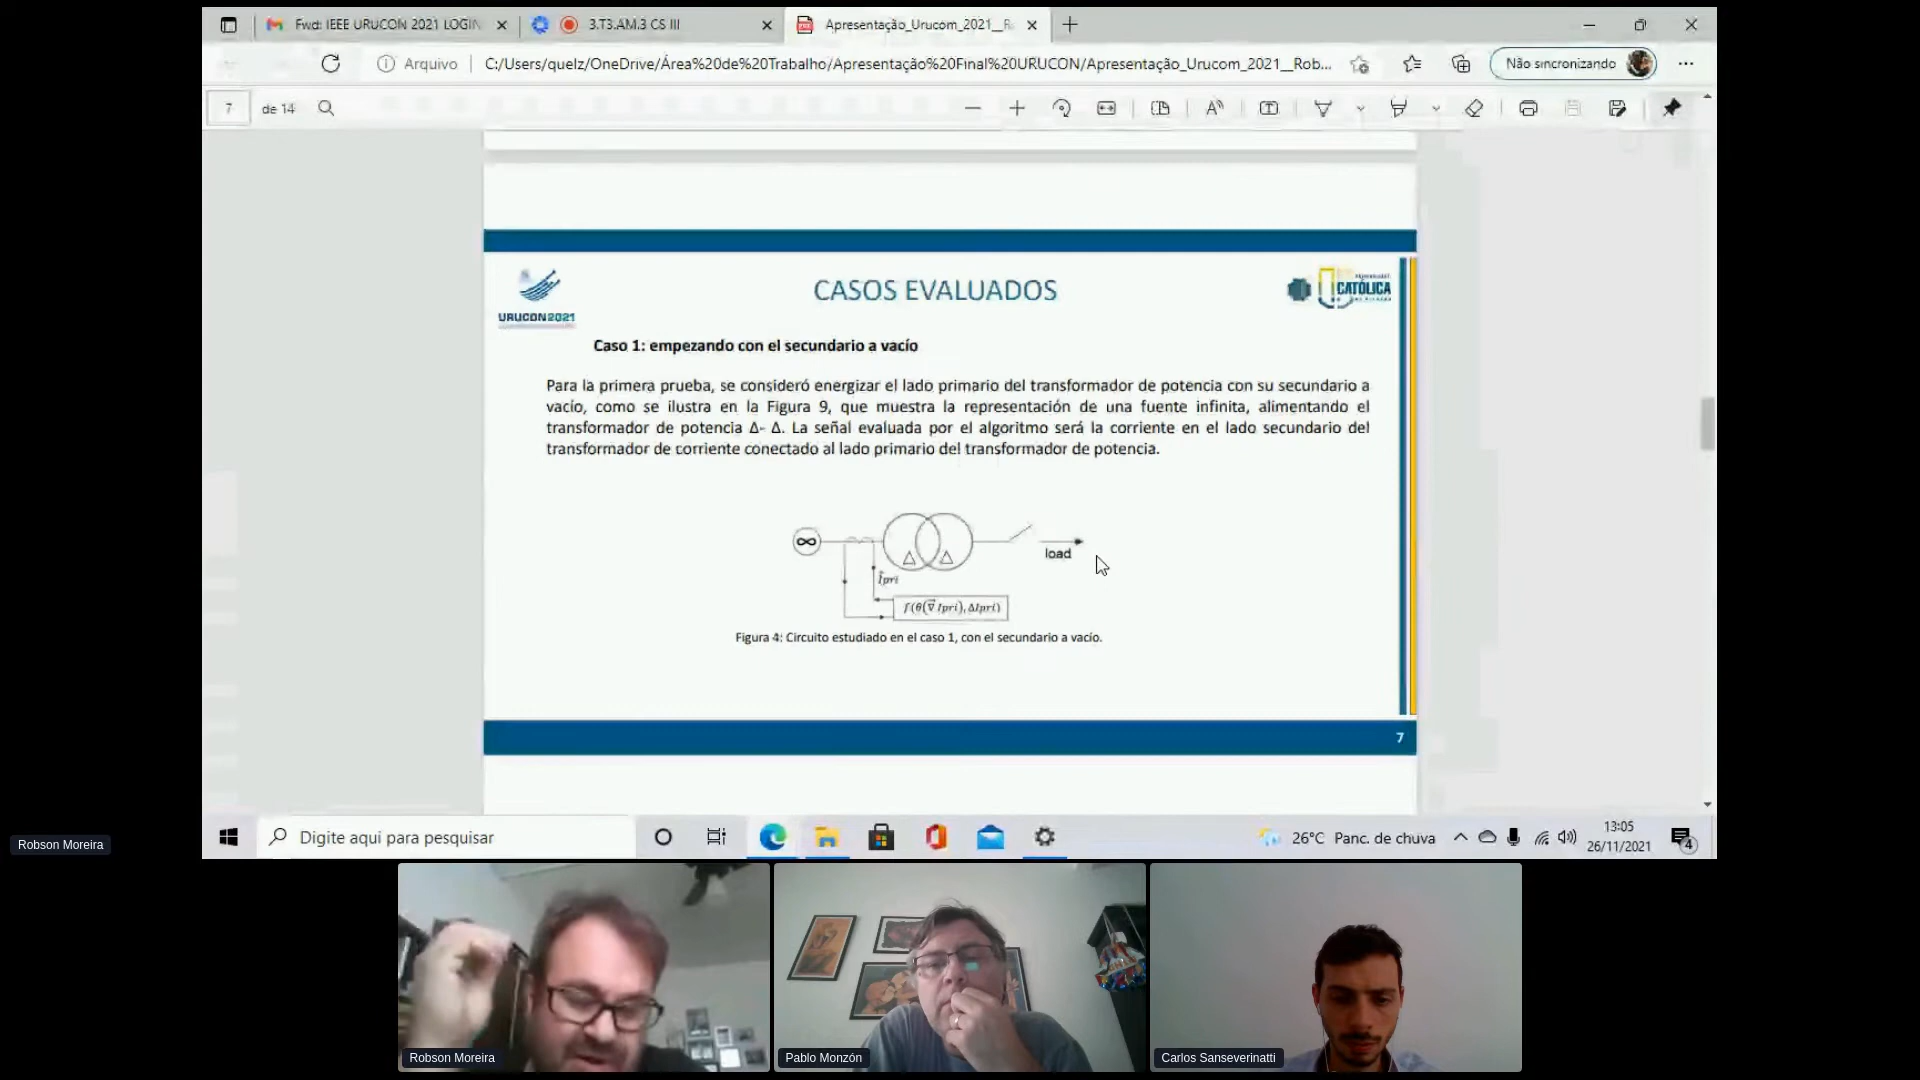 Fwd: IEEE URUCON 2021 LOGIN
3.T3.AM.3 CS III
Apresentação_Urucom_2021__R
Arquivo
C:/Users/quelz/OneDrive/Área%20de%20Trabalho/Apresentação%20Final%20URUCON/Apresentação_Urucom_2021__Rob...
Não sincronizando
7 de 14
URUCON2021
CASOS EVALUADOS
CATÓLICA
Caso 1: empezando con el secundario a vacío
Para la primera prueba, se consideró energizar el lado primario del transformador de potencia con su secundario a
vacío, como se ilustra en la Figura 9, que muestra la representación de una fuente infinita, alimentando el
transformador de potencia Δ- Δ. La señal evaluada por el algoritmo será la corriente en el lado secundario del
transformador de corriente conectado al lado primario del transformador de potencia.
∞
Δ Δ
load
Ipri
f(θ(∇⃗ Ipri), ΔIpri)
Figura 4: Circuito estudiado en el caso 1, con el secundario a vacío.
7
Digite aqui para pesquisar
26°C Panc. de chuva
13:05
26/11/2021
4
Robson Moreira
Robson Moreira
Pablo Monzón
Carlos Sanseverinatti